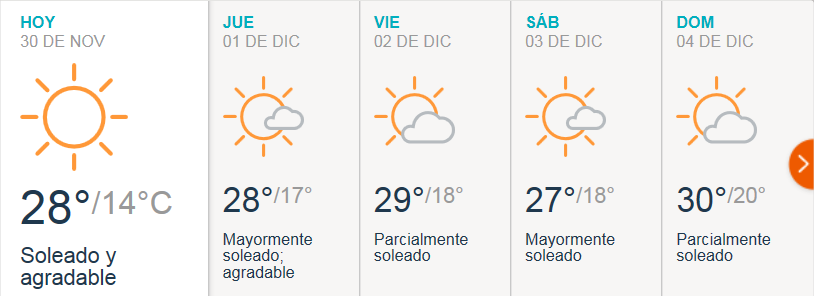 HOY
30 DE NOV
28°/14°C
Soleado y
agradable
JUE
01 DE DIC
28°/17°
Mayormente
soleado;
agradable
VIE
02 DE DIC
29°/18°
Parcialmente
soleado
SÁB
03 DE DIC
27°/18°
Mayormente
soleado
DOM
04 DE DIC
30°/20°
Parcialmente
soleado